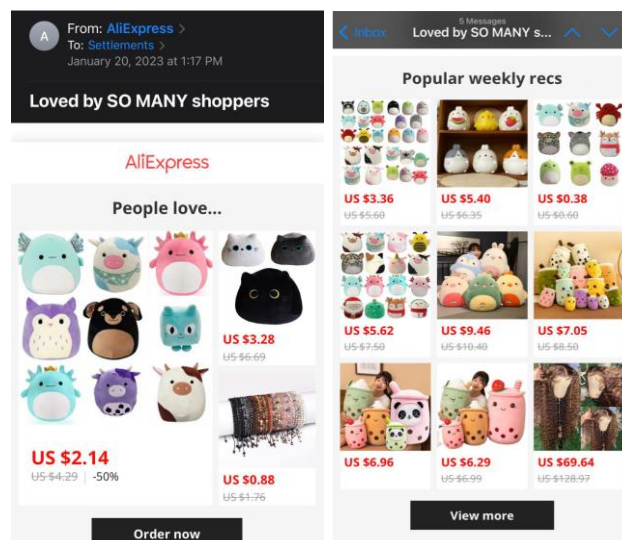 A
From: AliExpress >
To: Settlements >
January 20, 2023 at 1:17 PM
Loved by SO MANY shoppers
AliExpress
People love...
US $3.28
US $6.69
US $2.14
US $4.29 | -50%
US $0.88
US $1.76
Order now
Inbox
5 Messages
Loved by SO MANY s...
Popular weekly recs
US $3.36 US $5.40 US $0.38
US $5.60 US $6.35 US $0.60
US $5.62 US $9.46 US $7.05
US $7.50 US $10.40 US $8.50
US $6.96 US $6.29 US $69.64
US $6.99 US $128.97
View more